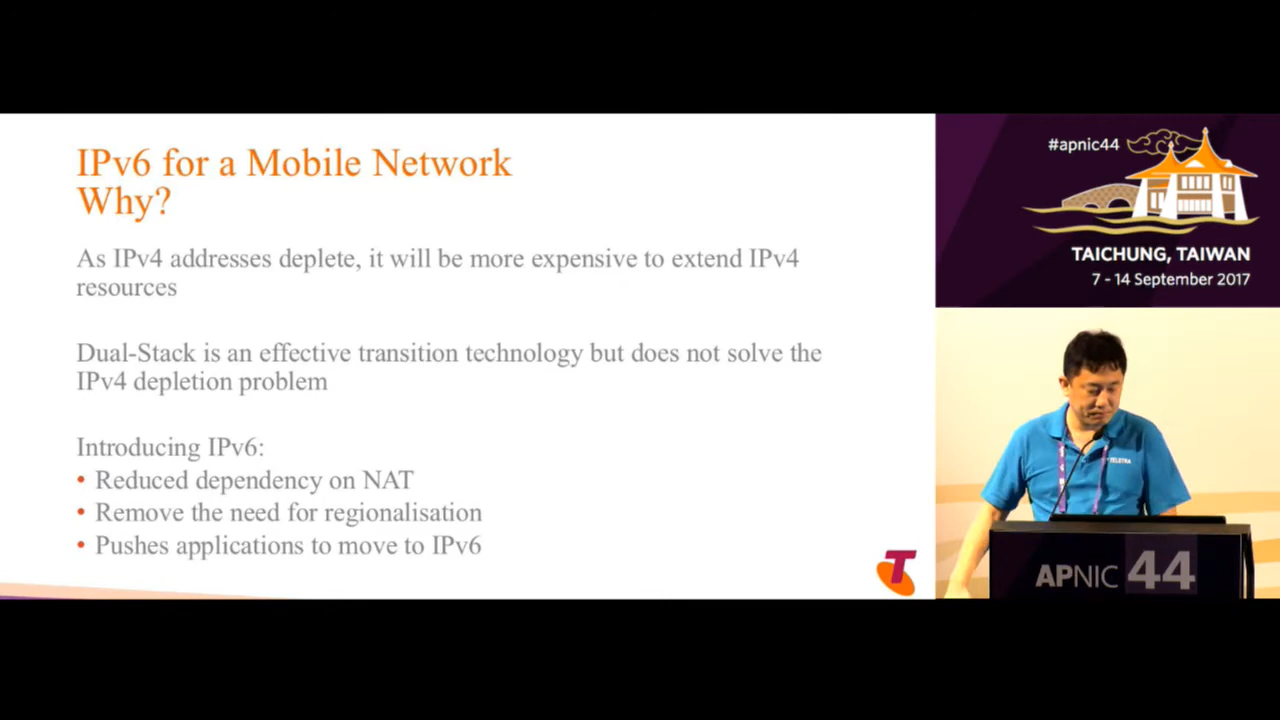 IPv6 for a Mobile Network
Why?
As IPv4 addresses deplete, it will be more expensive to extend IPv4
resources
Dual-Stack is an effective transition technology but does not solve the
IPv4 depletion problem
Introducing IPv6:
• Reduced dependency on NAT
• Remove the need for regionalisation
• Pushes applications to move to IPv6
T
#apnic44
TAICHUNG, TAIWAN
7 - 14 September 2017
TELSTRA
APNIC 44